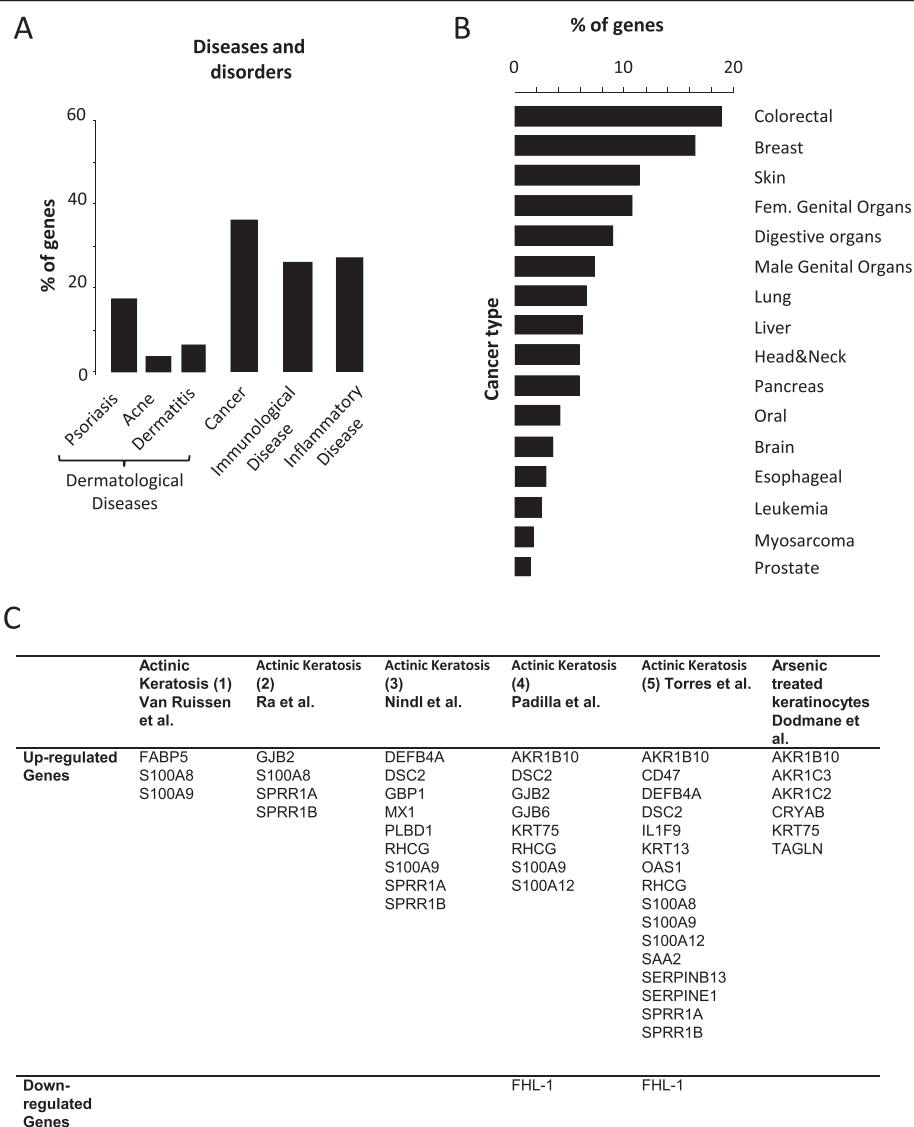 A
Diseases and
disorders
% of genes
60
40
20
0
Psoriasis
Acne
Dermatitis
Cancer
Immunological
Disease
Inflammatory
Disease
Dermatological
Diseases
B
% of genes
0 10 20
Cancer type
Colorectal
Breast
Skin
Fem. Genital Organs
Digestive organs
Male Genital Organs
Lung
Liver
Head&Neck
Pancreas
Oral
Brain
Esophageal
Leukemia
Myosarcoma
Prostate
C
Actinic
Keratosis (1)
Van Ruissen
et al.
Actinic Keratosis
(2)
Ra et al.
Actinic Keratosis
(3)
Nindl et al.
Actinic Keratosis
(4)
Padilla et al.
Actinic Keratosis
(5) Torres et al.
Arsenic
treated
keratinocytes
Dodmane et
al.
Up-regulated
Genes
FABP5
S100A8
S100A9
GJB2
S100A8
SPRR1A
SPRR1B
DEFB4A
DSC2
GBP1
MX1
PLBD1
RHCG
S100A9
SPRR1A
SPRR1B
AKR1B10
DSC2
GJB2
GJB6
KRT75
RHCG
S100A9
S100A12
AKR1B10
CD47
DEFB4A
DSC2
IL1F9
KRT13
OAS1
RHCG
S100A8
S100A9
S100A12
SAA2
SERPINB13
SERPINE1
SPRR1A
SPRR1B
AKR1B10
AKR1C3
AKR1C2
CRYAB
KRT75
TAGLN
Down-
regulated
Genes
FHL-1
FHL-1